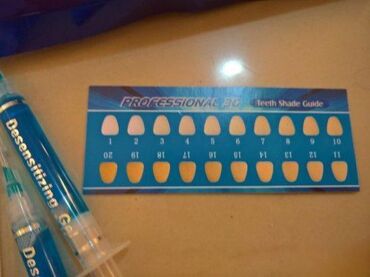 PROFESSIONAL 3D Teeth Shade Guide
1 2 3 4 5 6 7 8 9 10
20 19 18 17 16 15 14 13 12 11
Desensitizing Gel
Des